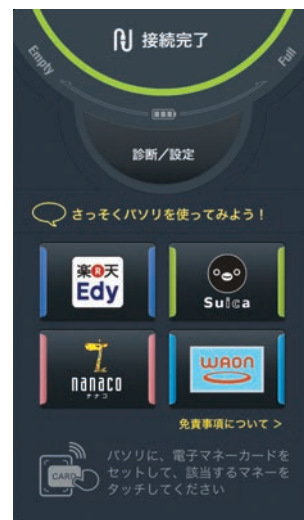 接続完了
Empty
Full
診断／設定
さっそくパソリを使ってみよう！
楽R天
Edy
Suica
nanaco
ナナコ
WAON
免責事項について >
パソリに、電子マネーカードを
セットして、該当するマネーを
タッチしてください
CARD